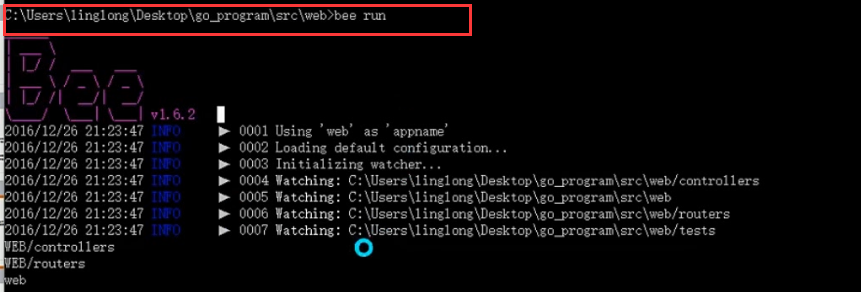 C:\Users\linglong\Desktop\go_program\src\web>bee run
Bee v1.6.2
2016/12/26 21:23:47 INFO ▶ 0001 Using 'web' as 'appname'
2016/12/26 21:23:47 INFO ▶ 0002 Loading default configuration...
2016/12/26 21:23:47 INFO ▶ 0003 Initializing watcher...
2016/12/26 21:23:47 INFO ▶ 0004 Watching: C:\Users\linglong\Desktop\go_program\src\web/controllers
2016/12/26 21:23:47 INFO ▶ 0005 Watching: C:\Users\linglong\Desktop\go_program\src\web
2016/12/26 21:23:47 INFO ▶ 0006 Watching: C:\Users\linglong\Desktop\go_program\src\web/routers
2016/12/26 21:23:47 INFO ▶ 0007 Watching: C:\Users\linglong\Desktop\go_program\src\web/tests
WEB/controllers
WEB/routers
web